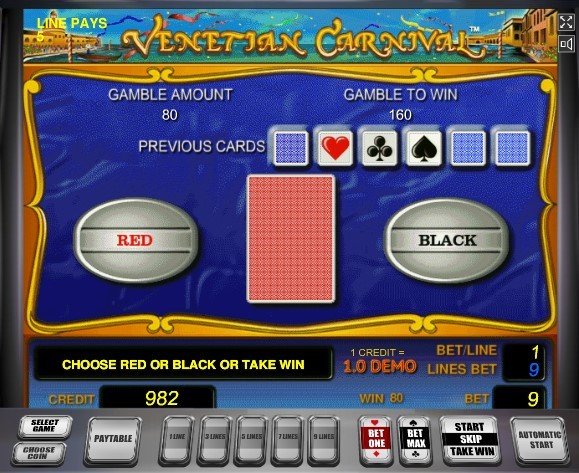 LINE PAYS
5
VENETIAN CARNIVAL™
GAMBLE AMOUNT
80
GAMBLE TO WIN
160
PREVIOUS CARDS
RED
BLACK
CHOOSE RED OR BLACK OR TAKE WIN
1 CREDIT =
1.0 DEMO
BET/LINE 1
LINES BET 9
CREDIT 982
WIN 80
BET 9
SELECT GAME
CHOOSE COIN
PAYTABLE
1 LINE
3 LINES
5 LINES
7 LINES
9 LINES
BET ONE
BET MAX
START
SKIP
TAKE WIN
AUTOMATIC START